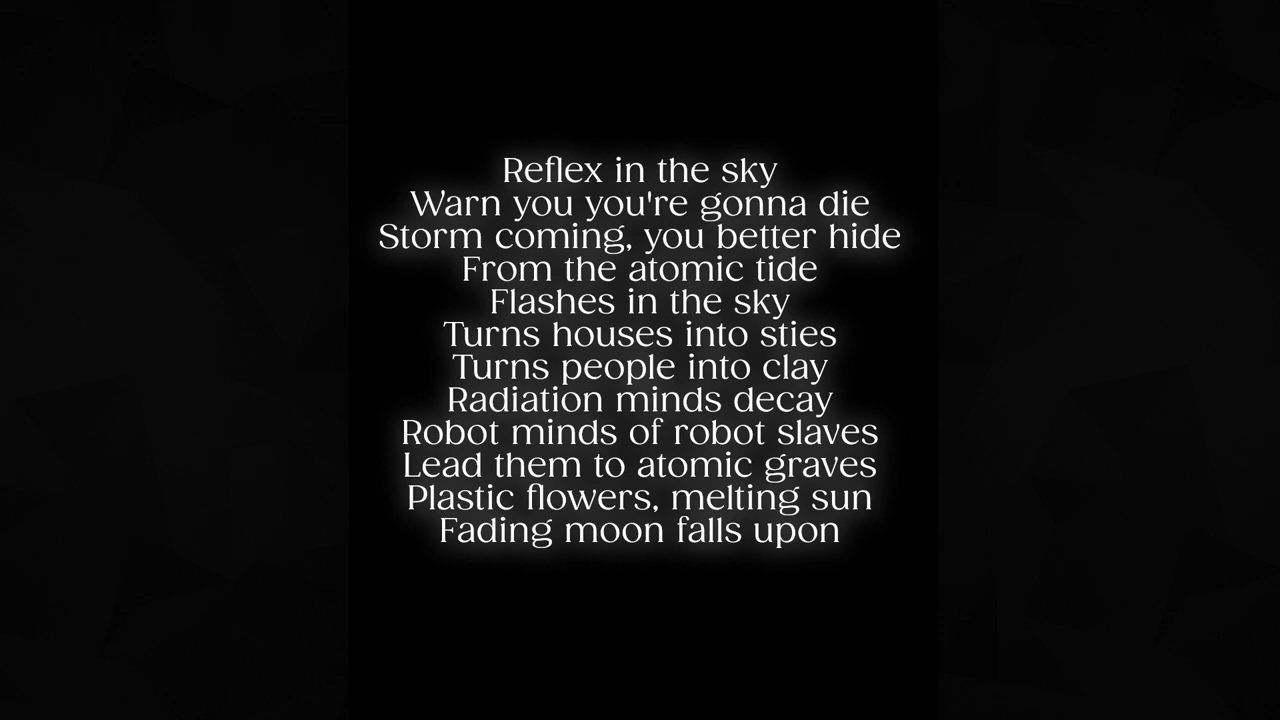 Reflex in the sky
Warn you you're gonna die
Storm coming, you better hide
From the atomic tide
Flashes in the sky
Turns houses into sties
Turns people into clay
Radiation minds decay
Robot minds of robot slaves
Lead them to atomic graves
Plastic flowers, melting sun
Fading moon falls upon